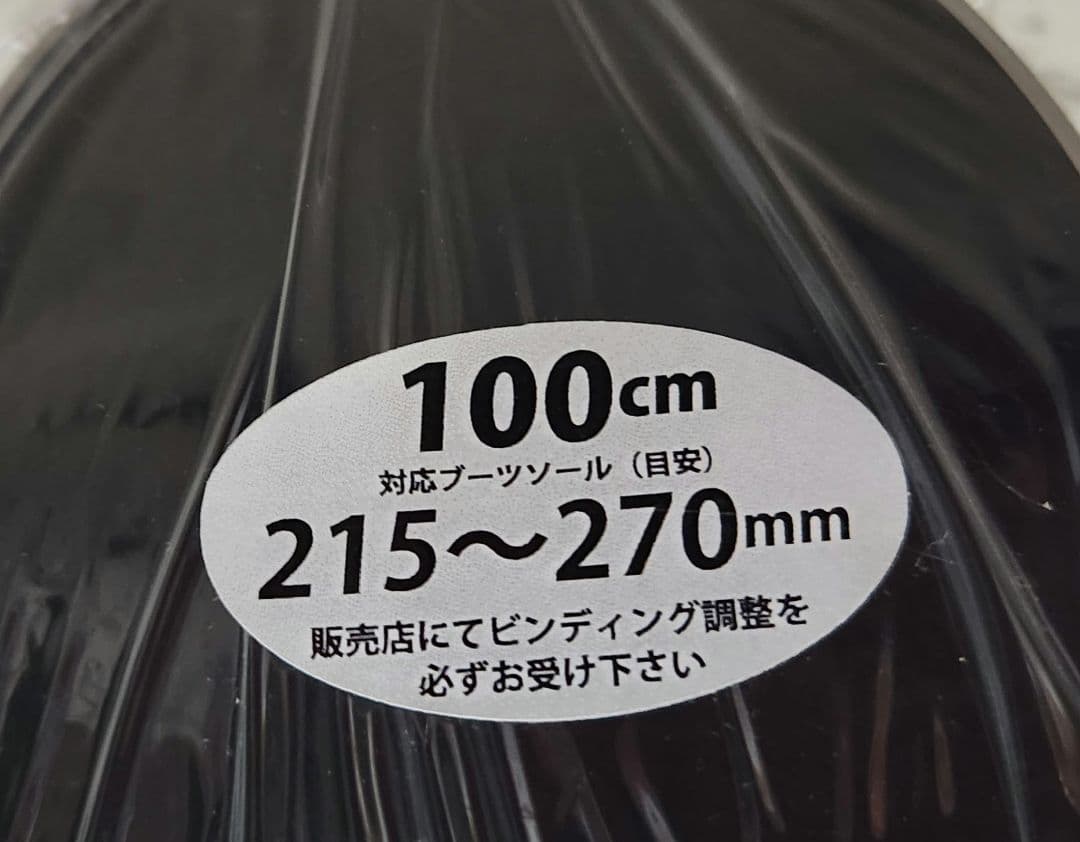 100cm
対応ブーツソール（目安）
215～270mm
販売店にてビンディング調整を
必ずお受け下さい